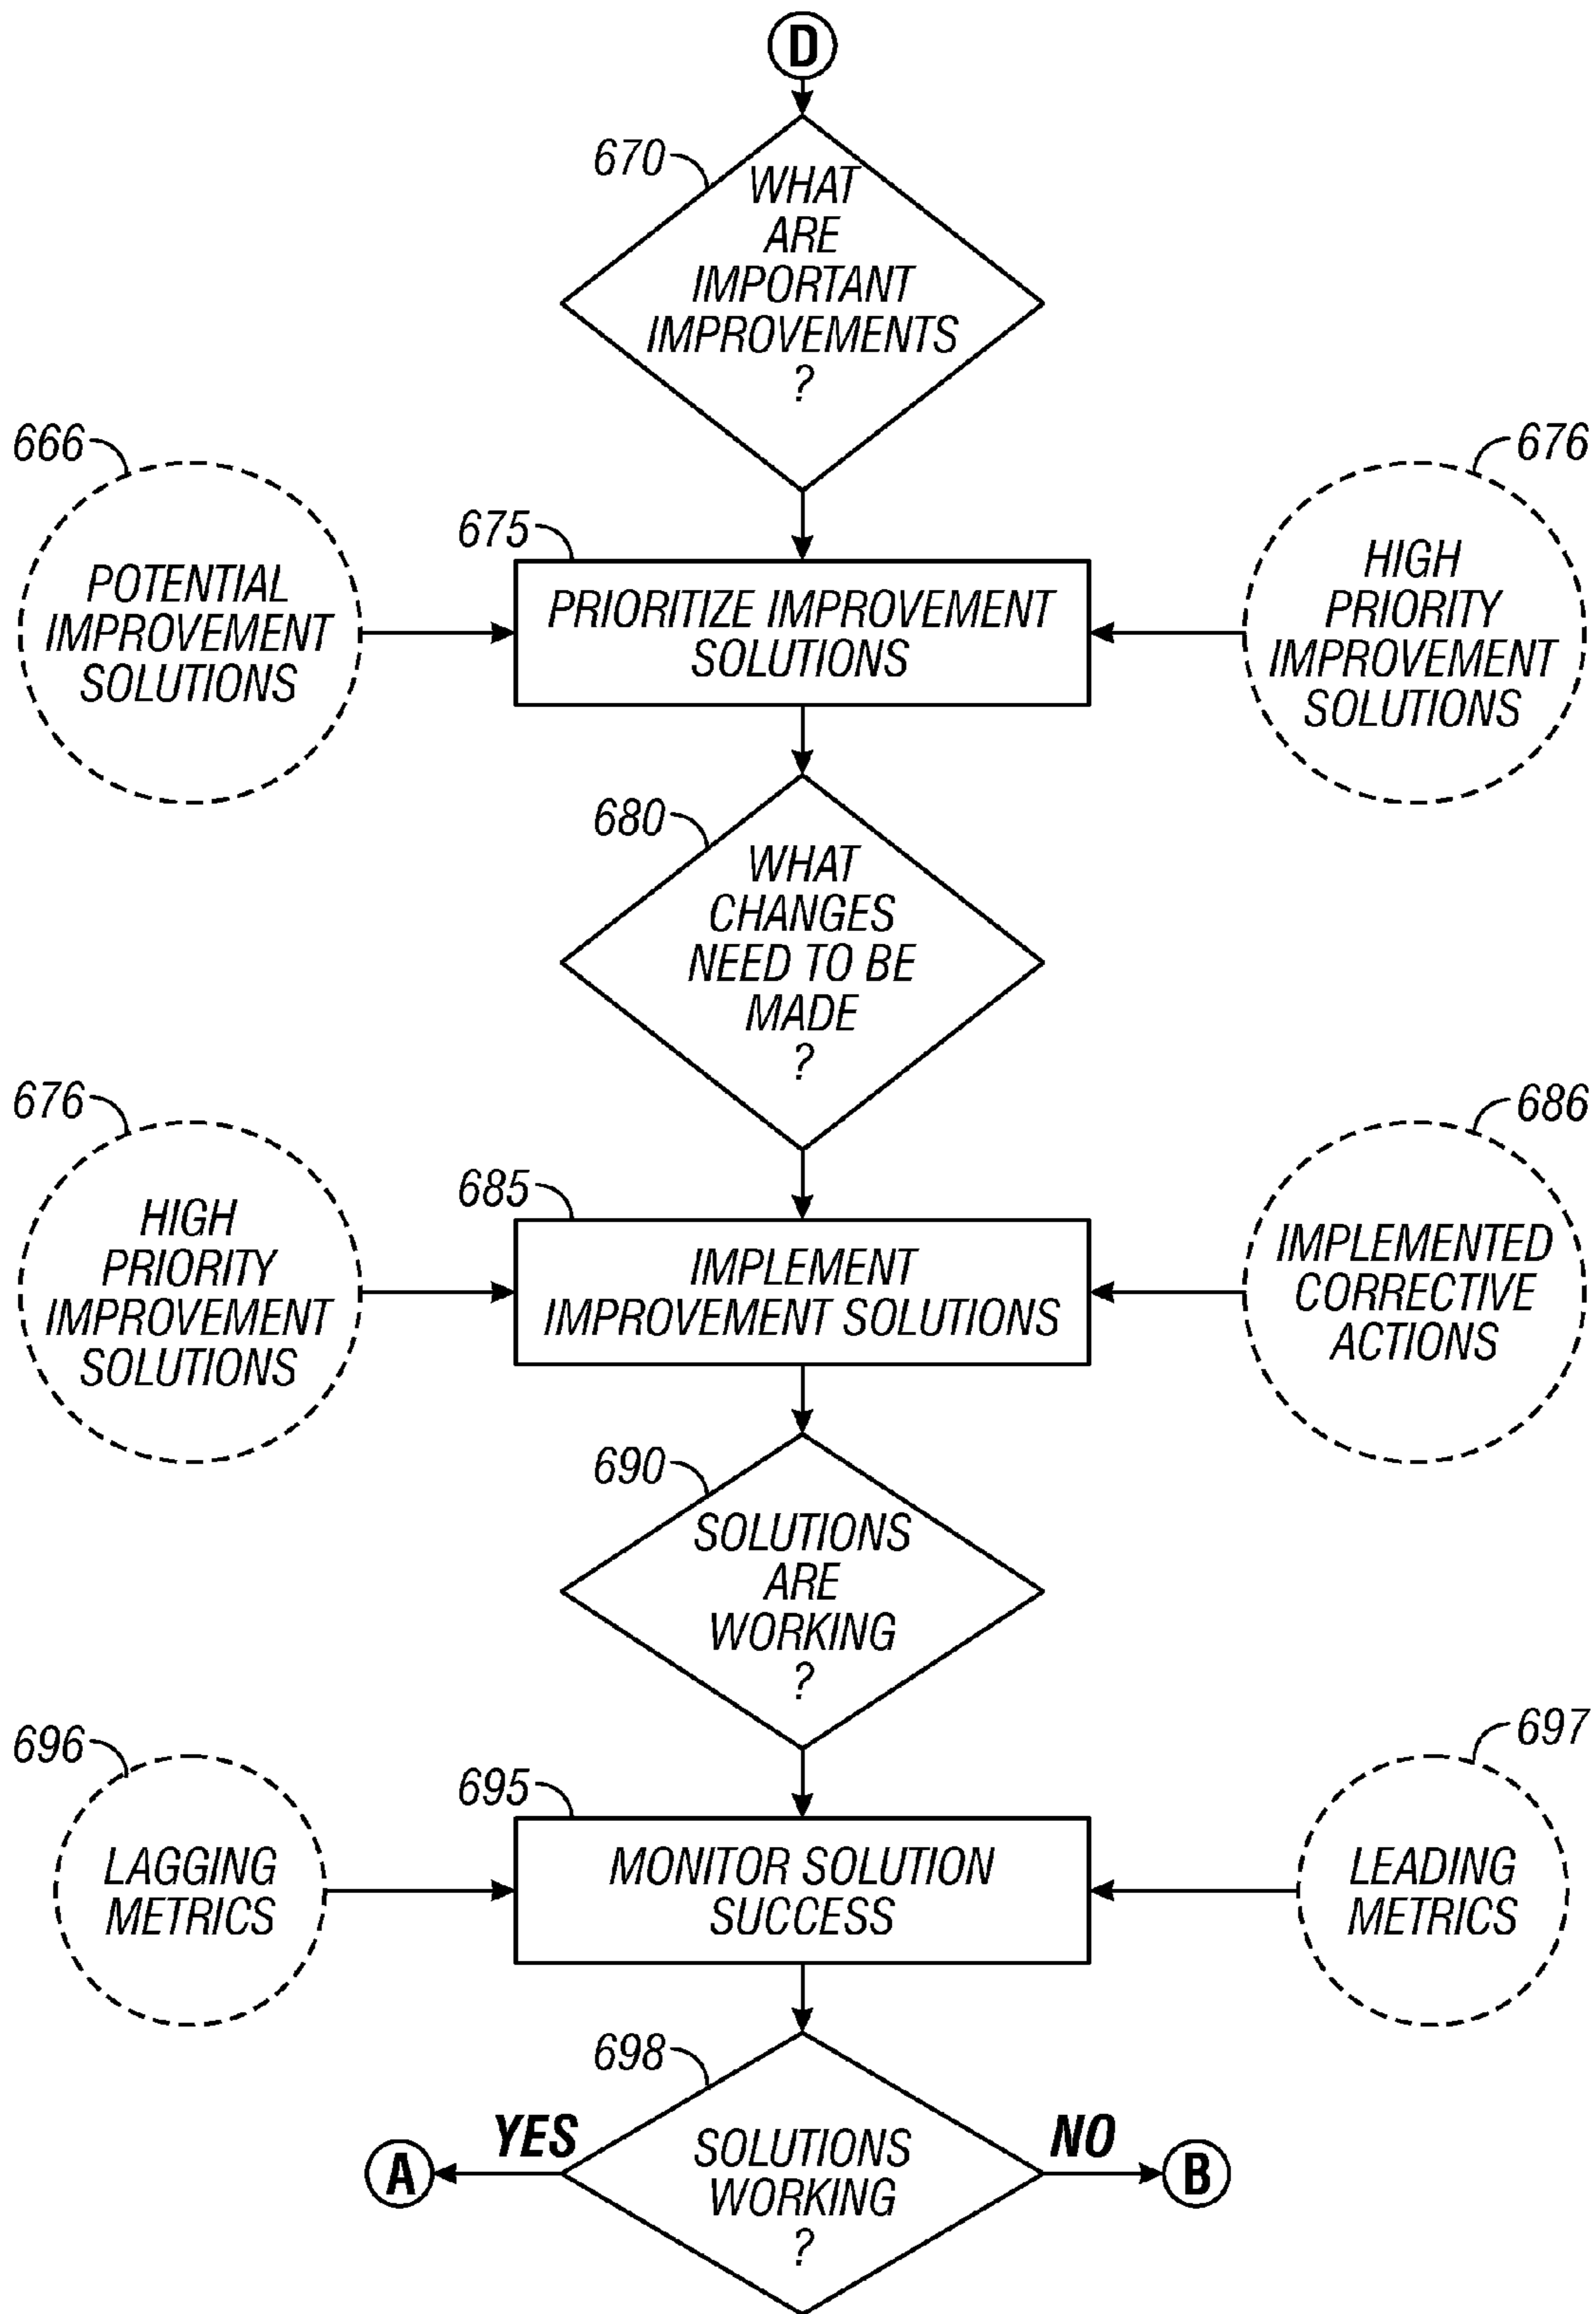 D
670
WHAT
ARE
IMPORTANT
IMPROVEMENTS
?
666
POTENTIAL
IMPROVEMENT
SOLUTIONS
675
PRIORITIZE IMPROVEMENT
SOLUTIONS
676
HIGH
PRIORITY
IMPROVEMENT
SOLUTIONS
680
WHAT
CHANGES
NEED TO BE
MADE
?
676
HIGH
PRIORITY
IMPROVEMENT
SOLUTIONS
685
IMPLEMENT
IMPROVEMENT SOLUTIONS
686
IMPLEMENTED
CORRECTIVE
ACTIONS
690
SOLUTIONS
ARE
WORKING
?
696
LAGGING
METRICS
695
MONITOR SOLUTION
SUCCESS
697
LEADING
METRICS
698
SOLUTIONS
WORKING
?
YES
A
NO
B